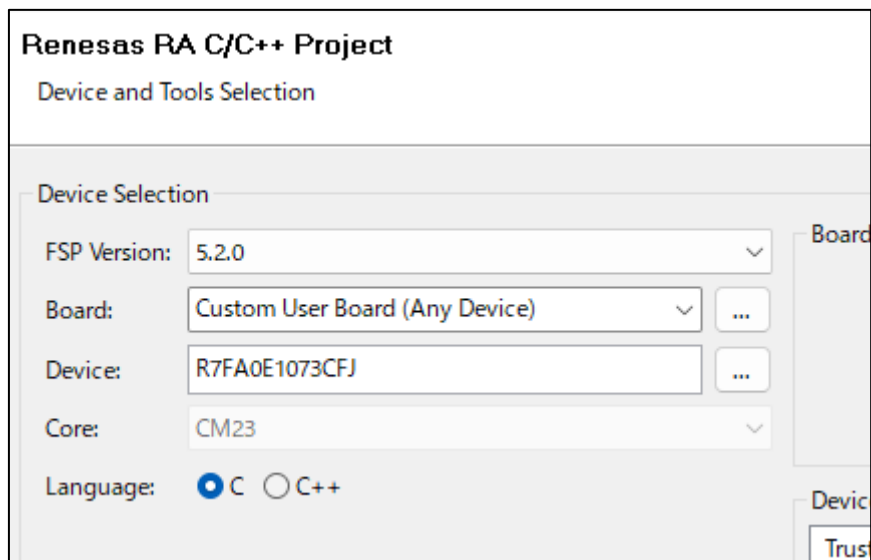 Renesas RA C/C++ Project
Device and Tools Selection
Device Selection
FSP Version: 5.2.0
Board: Custom User Board (Any Device) ...
Device: R7FA0E1073CFJ ...
Core: CM23
Language: C C++
Board
Devic
Trust